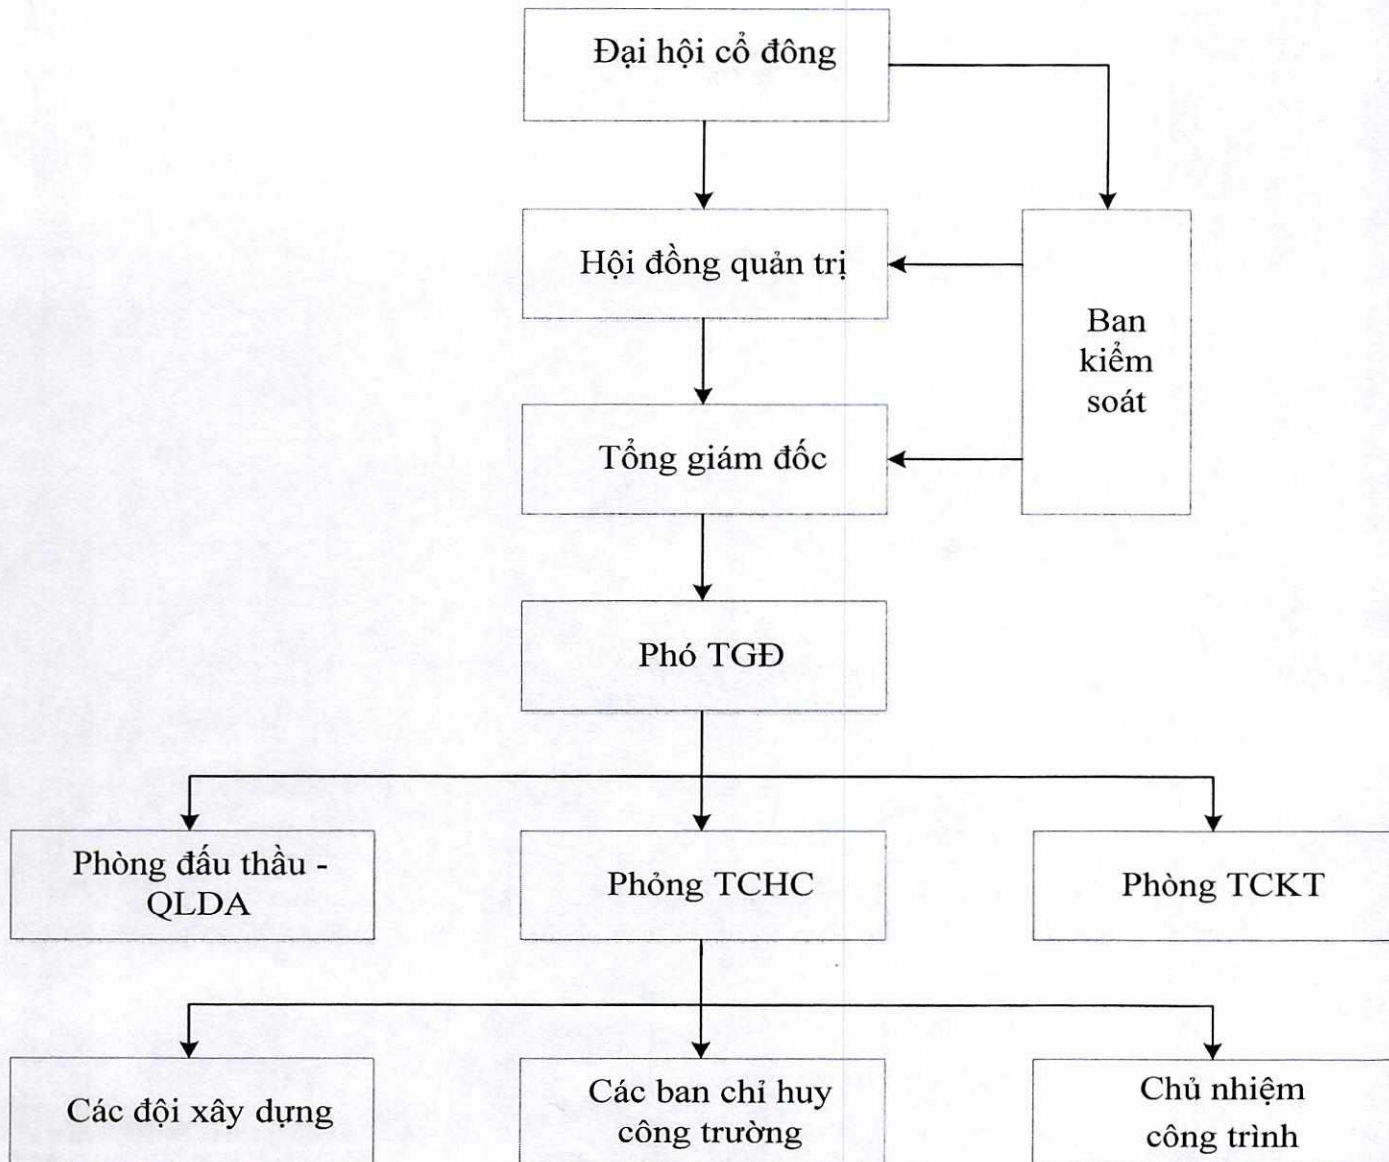 Đại hội cổ đông
Hội đồng quản trị
Ban
kiểm
soát
Tổng giám đốc
Phó TGĐ
Phòng đấu thầu -
QLDA
Phỏng TCHC
Phòng TCKT
Các đội xây dựng
Các ban chỉ huy
công trường
Chủ nhiệm
công trình